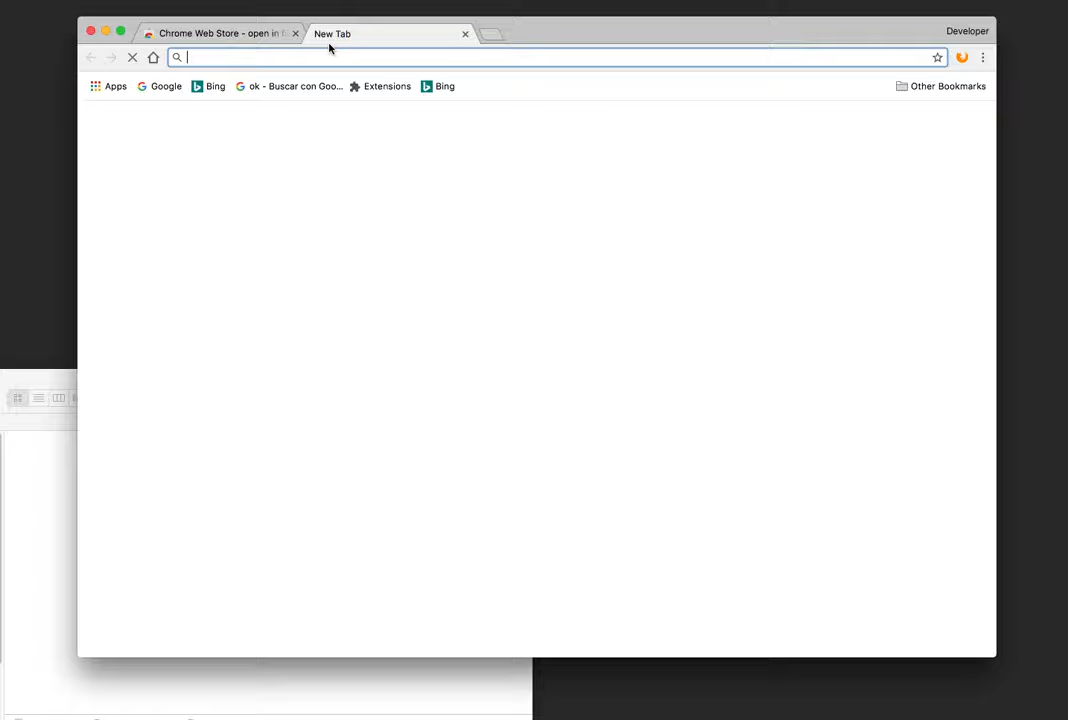 Chrome Web Store - open in
New Tab
Developer
Apps
Google
Bing
ok - Buscar con Goo...
Extensions
Bing
Other Bookmarks